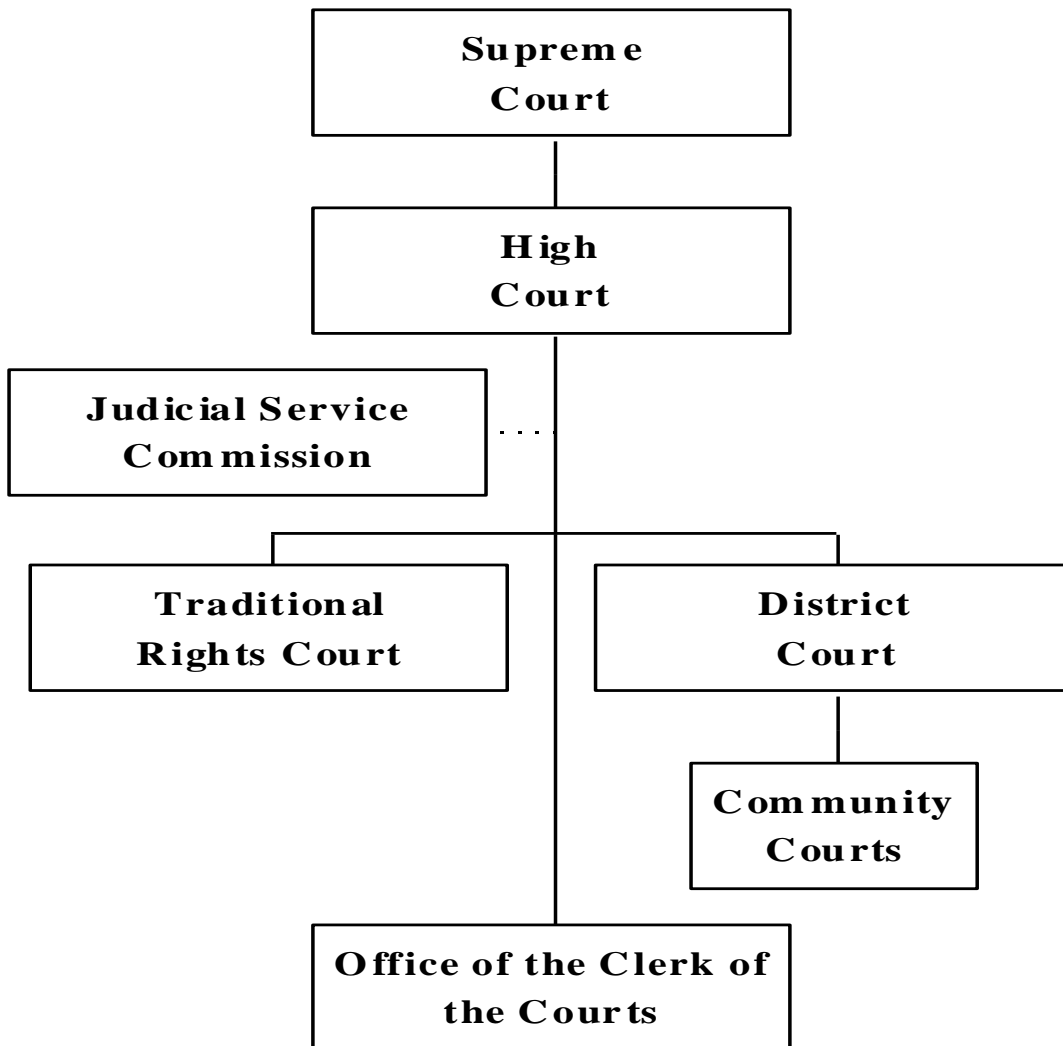 Supreme
Court
High
Court
Judicial Service
Commission
Traditional
Rights Court
District
Court
Community
Courts
Office of the Clerk of
the Courts